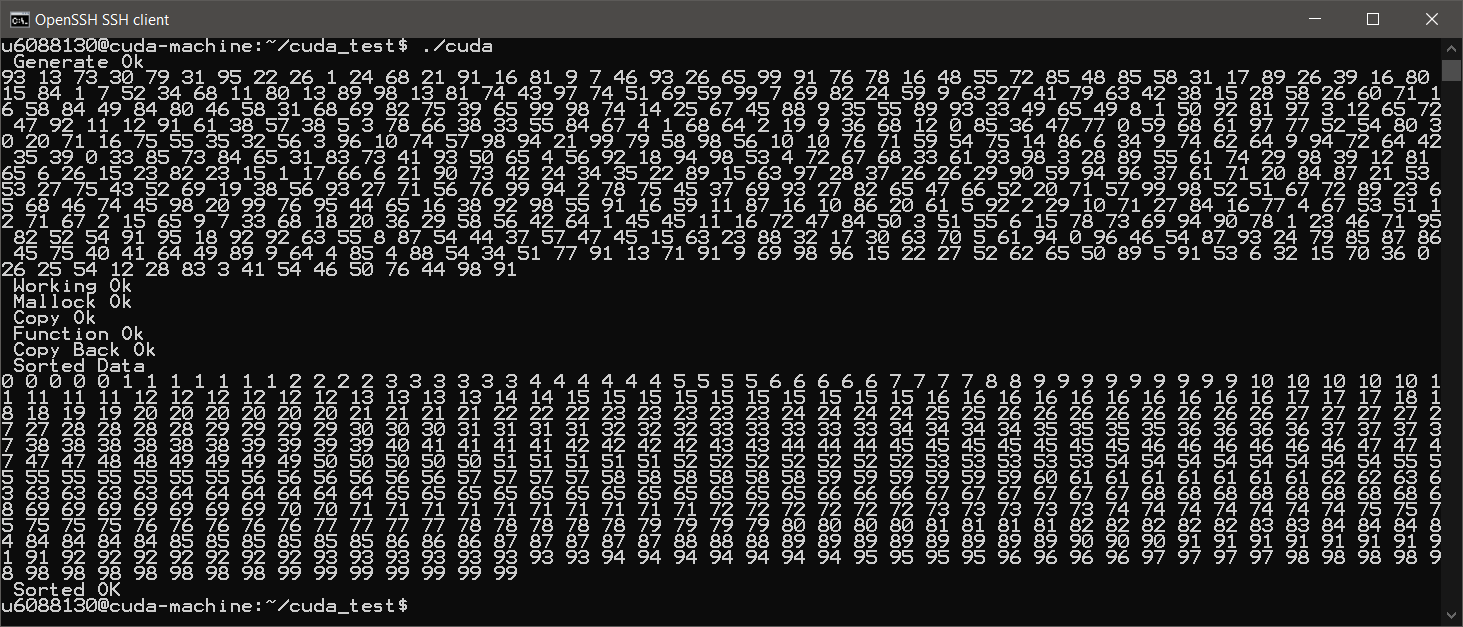 OpenSSH SSH client
u6088130@cuda-machine:~/cuda_test$ ./cuda
 Generate Ok
93 13 73 30 79 31 95 22 26 1 24 68 21 91 16 81 9 7 46 93 26 65 99 91 76 78 16 48 55 72 85 48 85 58 31 17 89 26 39 16 80
15 84 1 7 52 34 68 11 80 13 89 98 13 81 74 43 97 74 51 69 59 99 7 69 82 24 59 9 63 27 41 79 63 42 38 15 28 58 26 60 71 1
6 58 84 49 84 80 46 58 31 68 69 82 75 39 65 99 98 74 14 25 67 45 88 9 35 55 89 93 33 49 65 49 8 1 50 92 81 97 3 12 65 72
 47 92 11 12 91 61 38 57 38 5 3 78 66 38 33 55 84 67 4 1 68 64 2 19 9 36 68 12 0 85 36 47 77 0 59 68 61 97 77 52 54 80 3
0 20 71 16 75 55 35 32 56 3 96 10 74 57 98 94 21 99 79 58 98 56 10 10 76 71 59 54 75 14 86 6 34 9 74 62 64 9 94 72 64 42
 35 39 0 33 85 73 84 65 31 83 73 41 93 50 65 4 56 92 18 94 98 53 4 72 67 68 33 61 93 98 3 28 89 55 61 74 29 98 39 12 81
65 6 26 15 23 82 23 15 1 17 66 6 21 90 73 42 24 34 35 22 89 15 63 97 28 37 26 26 29 90 59 94 96 37 61 71 20 84 87 21 53
53 27 75 43 52 69 19 38 56 93 27 71 56 76 99 94 2 78 75 45 37 69 93 27 82 65 47 66 52 20 71 57 99 98 52 51 67 72 89 23 6
5 68 46 74 45 98 20 99 76 95 44 65 16 38 92 98 55 91 16 59 11 87 16 10 86 20 61 5 92 2 29 10 71 27 84 16 77 4 67 53 51 1
2 71 67 2 15 65 9 7 33 68 18 20 36 29 58 56 42 64 1 45 45 11 16 72 47 84 50 3 51 55 6 15 78 73 69 94 90 78 1 23 46 71 95
 82 52 54 91 95 18 92 92 63 55 8 87 54 44 37 57 47 45 15 63 23 88 32 17 30 63 70 5 61 94 0 96 46 54 87 93 24 79 85 87 86
 45 75 40 41 64 49 89 9 64 4 85 4 88 54 34 51 77 91 13 71 91 9 69 98 96 15 22 27 52 62 65 50 89 5 91 53 6 32 15 70 36 0
26 25 54 12 28 83 3 41 54 46 50 76 44 98 91
 Working Ok
 Mallock Ok
 Copy Ok
 Function Ok
 Copy Back Ok
 Sorted Data
0 0 0 0 0 1 1 1 1 1 1 1 2 2 2 2 3 3 3 3 3 3 4 4 4 4 4 4 5 5 5 5 6 6 6 6 6 7 7 7 7 8 8 9 9 9 9 9 9 9 9 9 10 10 10 10 10 1
1 11 11 11 12 12 12 12 12 12 13 13 13 13 14 14 15 15 15 15 15 15 15 15 15 15 16 16 16 16 16 16 16 16 16 16 17 17 17 18 1
8 18 19 19 20 20 20 20 20 20 21 21 21 21 22 22 22 23 23 23 23 23 24 24 24 24 25 25 26 26 26 26 26 26 26 26 27 27 27 27 2
7 27 28 28 28 28 29 29 29 29 30 30 30 31 31 31 31 32 32 32 33 33 33 33 33 34 34 34 34 35 35 35 35 36 36 36 36 37 37 37 3
7 38 38 38 38 38 38 39 39 39 39 40 41 41 41 41 42 42 42 42 43 43 44 44 44 45 45 45 45 45 45 45 46 46 46 46 46 46 47 47 4
7 47 47 48 48 49 49 49 49 50 50 50 50 50 51 51 51 51 51 52 52 52 52 52 52 52 53 53 53 53 53 54 54 54 54 54 54 54 54 55 5
5 55 55 55 55 55 55 56 56 56 56 56 56 57 57 57 57 58 58 58 58 58 58 59 59 59 59 59 59 60 61 61 61 61 61 61 61 62 62 63 6
3 63 63 63 63 64 64 64 64 64 64 65 65 65 65 65 65 65 65 65 65 65 65 66 66 66 67 67 67 67 67 67 68 68 68 68 68 68 68 68 6
8 69 69 69 69 69 69 70 70 71 71 71 71 71 71 71 71 71 71 72 72 72 72 72 72 73 73 73 73 73 74 74 74 74 74 74 74 75 75 75 7
5 75 75 75 76 76 76 76 76 77 77 77 77 78 78 78 78 78 79 79 79 79 80 80 80 80 81 81 81 81 82 82 82 82 82 83 83 84 84 84 8
4 84 84 84 84 85 85 85 85 85 85 86 86 86 87 87 87 87 87 88 88 88 89 89 89 89 89 89 89 90 90 90 91 91 91 91 91 91 91 91 9
1 91 92 92 92 92 92 92 92 93 93 93 93 93 93 93 93 94 94 94 94 94 94 94 95 95 95 95 96 96 96 96 97 97 97 97 98 98 98 98 9
8 98 98 98 98 98 98 98 99 99 99 99 99 99 99
 Sorted OK
u6088130@cuda-machine:~/cuda_test$